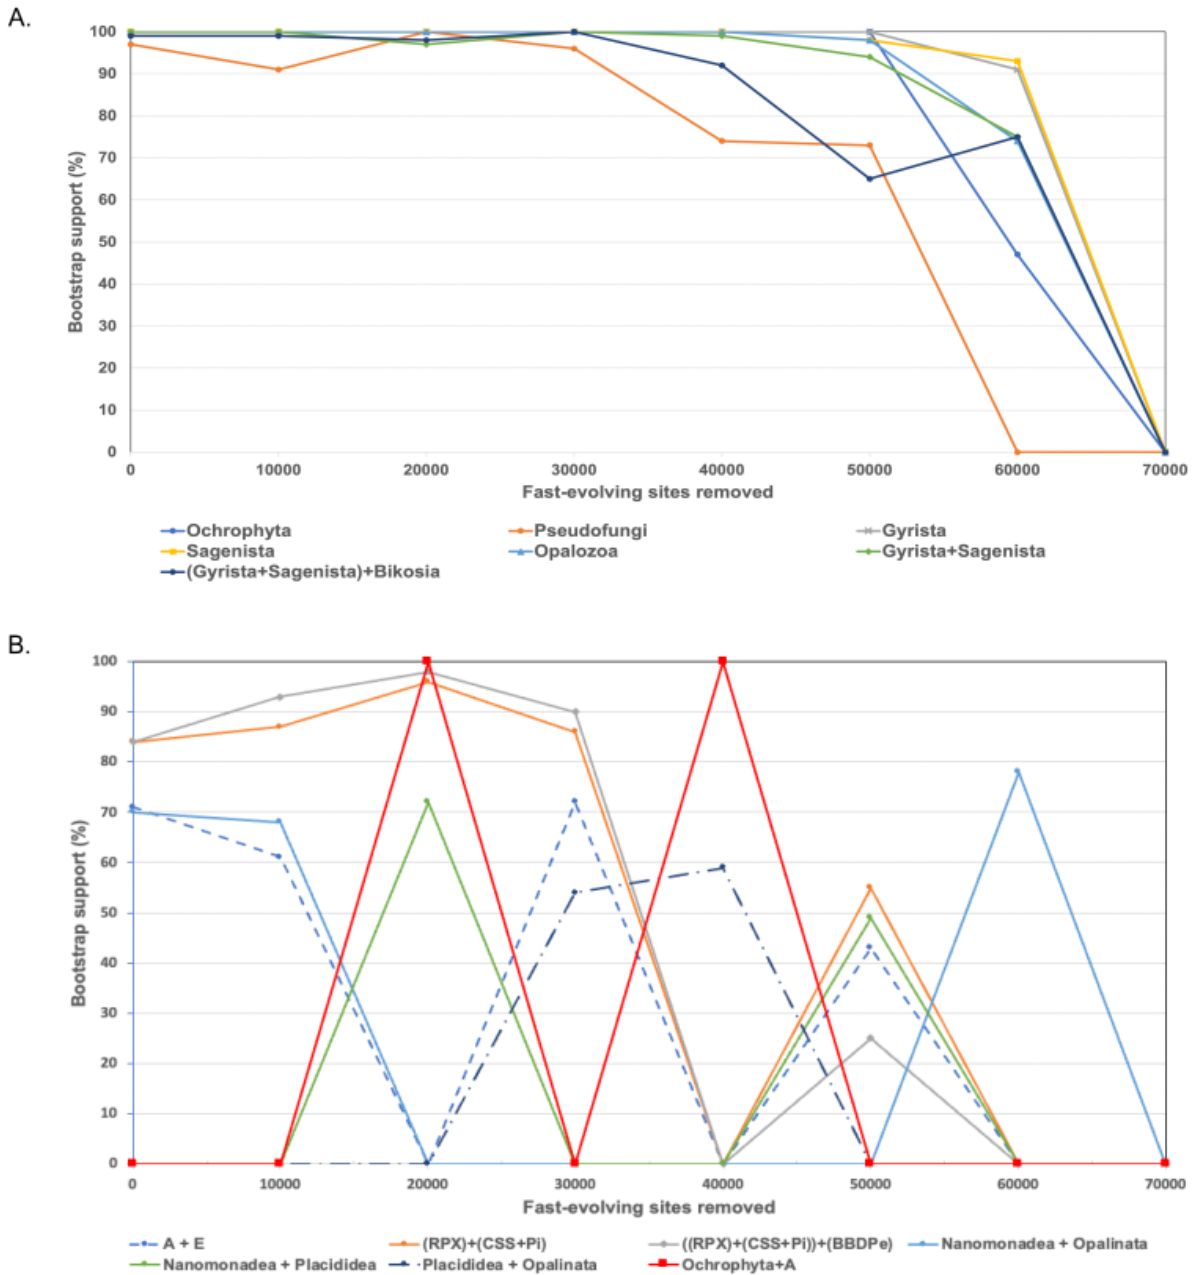 A.
100
90
80
70
60
50
40
30
20
10
0
Bootstrap support (%)
0 10000 20000 30000 40000 50000 60000 70000
Fast-evolving sites removed
Ochrophyta Pseudofungi Gyrista
Sagenista Opalozoa Gyrista+Sagenista
(Gyrista+Sagenista)+Bikosia
B.
100
90
80
70
60
50
40
30
20
10
0
Bootstrap support (%)
0 10000 20000 30000 40000 50000 60000 70000
Fast-evolving sites removed
A + E (RPX)+(CSS+Pi) ((RPX)+(CSS+Pi))+(BBDPe) Nanomonadea + Opalinata
Nanomonadea + Placididea Placididea + Opalinata Ochrophyta+A